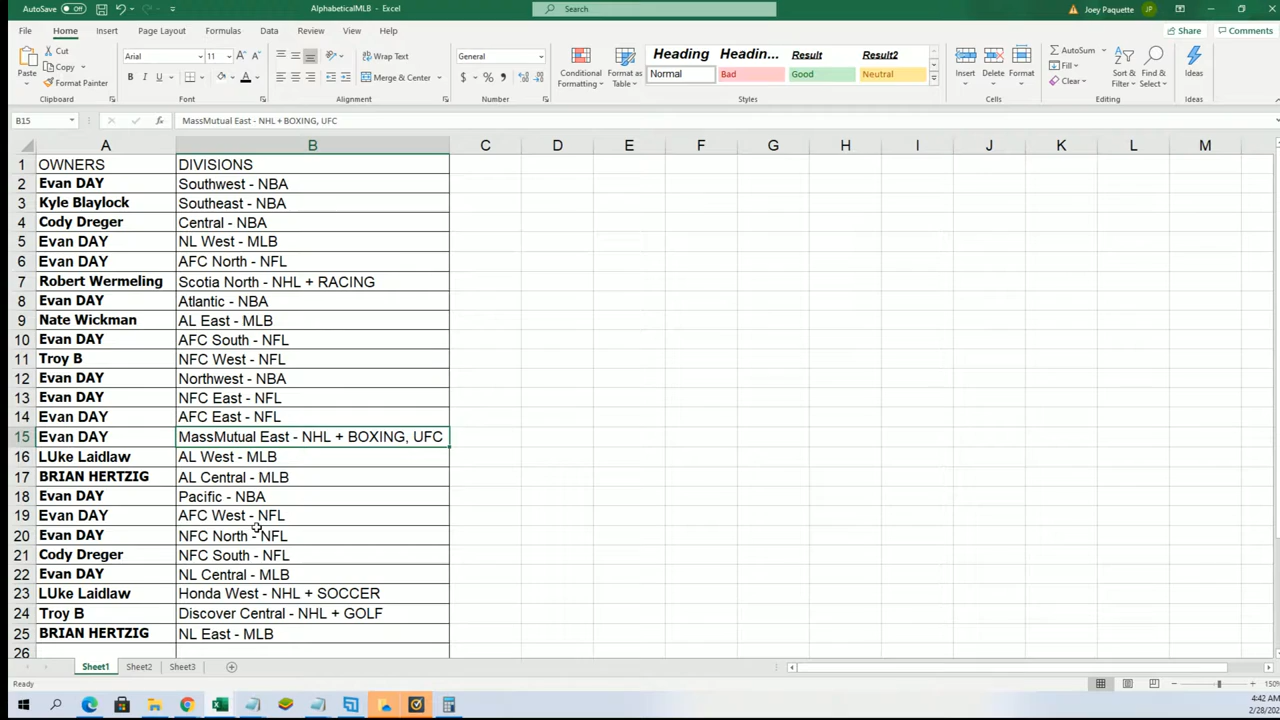 AutoSave Off AlphabeticalMLB - Excel Search Joey Paquette JP
File Home Insert Page Layout Formulas Data Review View Help Share Comments
Cut Copy Format Painter Paste Clipboard
Arial 11 B I U Font
Wrap Text Merge & Center Alignment
General $ % Number
Conditional Formatting Format as Table
Heading Headin... Result Result2
Normal Bad Good Neutral
Styles
Insert Delete Format Cells
AutoSum Fill Clear Sort & Filter Find & Select Editing
Ideas Ideas
B15 fx MassMutual East - NHL + BOXING, UFC
A B C D E F G H I J K L M
1 OWNERS DIVISIONS
2 Evan DAY Southwest - NBA
3 Kyle Blaylock Southeast - NBA
4 Cody Dreger Central - NBA
5 Evan DAY NL West - MLB
6 Evan DAY AFC North - NFL
7 Robert Wermeling Scotia North - NHL + RACING
8 Evan DAY Atlantic - NBA
9 Nate Wickman AL East - MLB
10 Evan DAY AFC South - NFL
11 Troy B NFC West - NFL
12 Evan DAY Northwest - NBA
13 Evan DAY NFC East - NFL
14 Evan DAY AFC East - NFL
15 Evan DAY MassMutual East - NHL + BOXING, UFC
16 LUke Laidlaw AL West - MLB
17 BRIAN HERTZIG AL Central - MLB
18 Evan DAY Pacific - NBA
19 Evan DAY AFC West - NFL
20 Evan DAY NFC North - NFL
21 Cody Dreger NFC South - NFL
22 Evan DAY NL Central - MLB
23 LUke Laidlaw Honda West - NHL + SOCCER
24 Troy B Discover Central - NHL + GOLF
25 BRIAN HERTZIG NL East - MLB
26
Sheet1 Sheet2 Sheet3
Ready 150%
4:42 AM
2/28/202